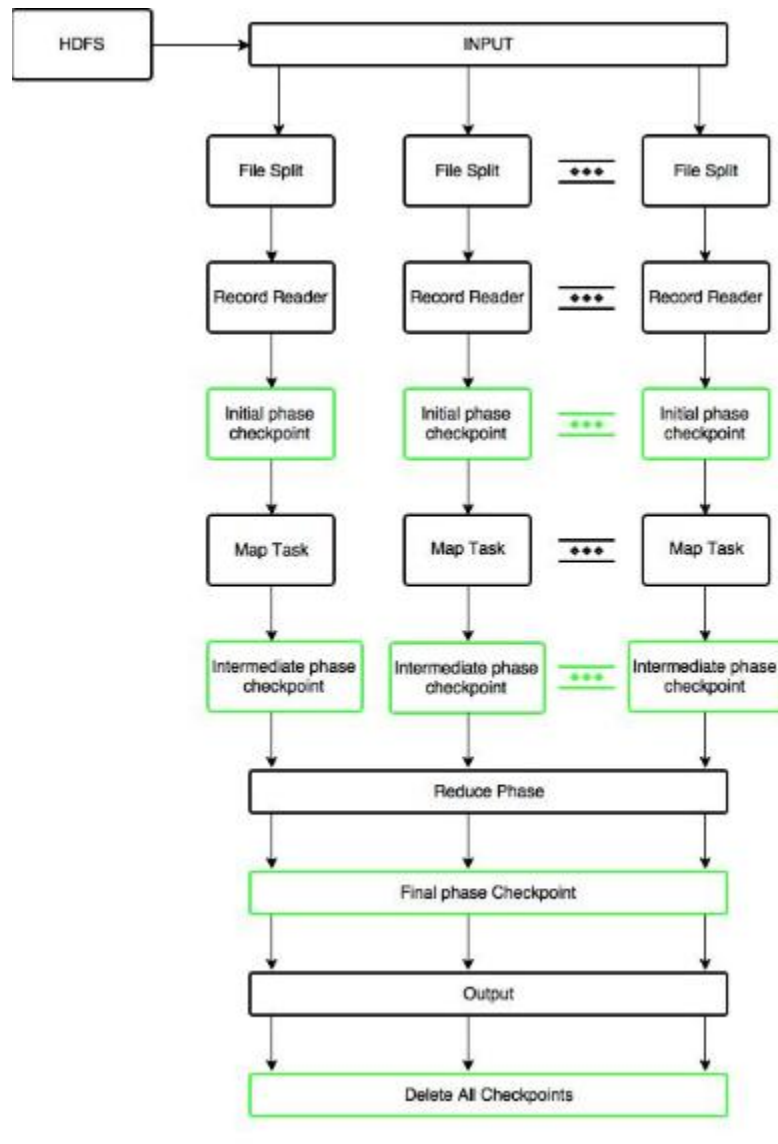 HDFS
INPUT
File Split
File Split
File Split
Record Reader
Record Reader
Record Reader
Initial phase
checkpoint
Initial phase
checkpoint
Initial phase
checkpoint
Map Task
Map Task
Map Task
Intermediate phase
checkpoint
Intermediate phase
checkpoint
Intermediate phase
checkpoint
Reduce Phase
Final phase Checkpoint
Output
Delete All Checkpoints